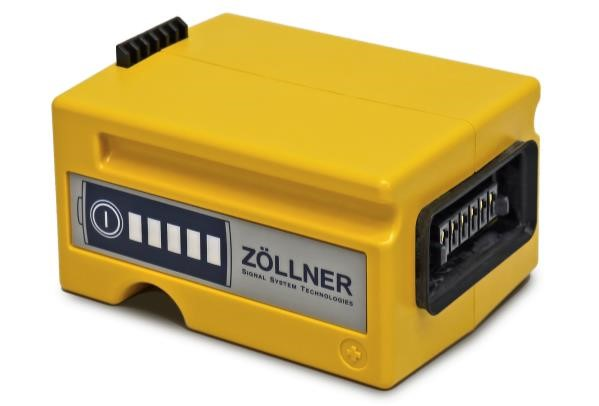 ZÖLLNER
SIGNAL SYSTEM TECHNOLOGIES